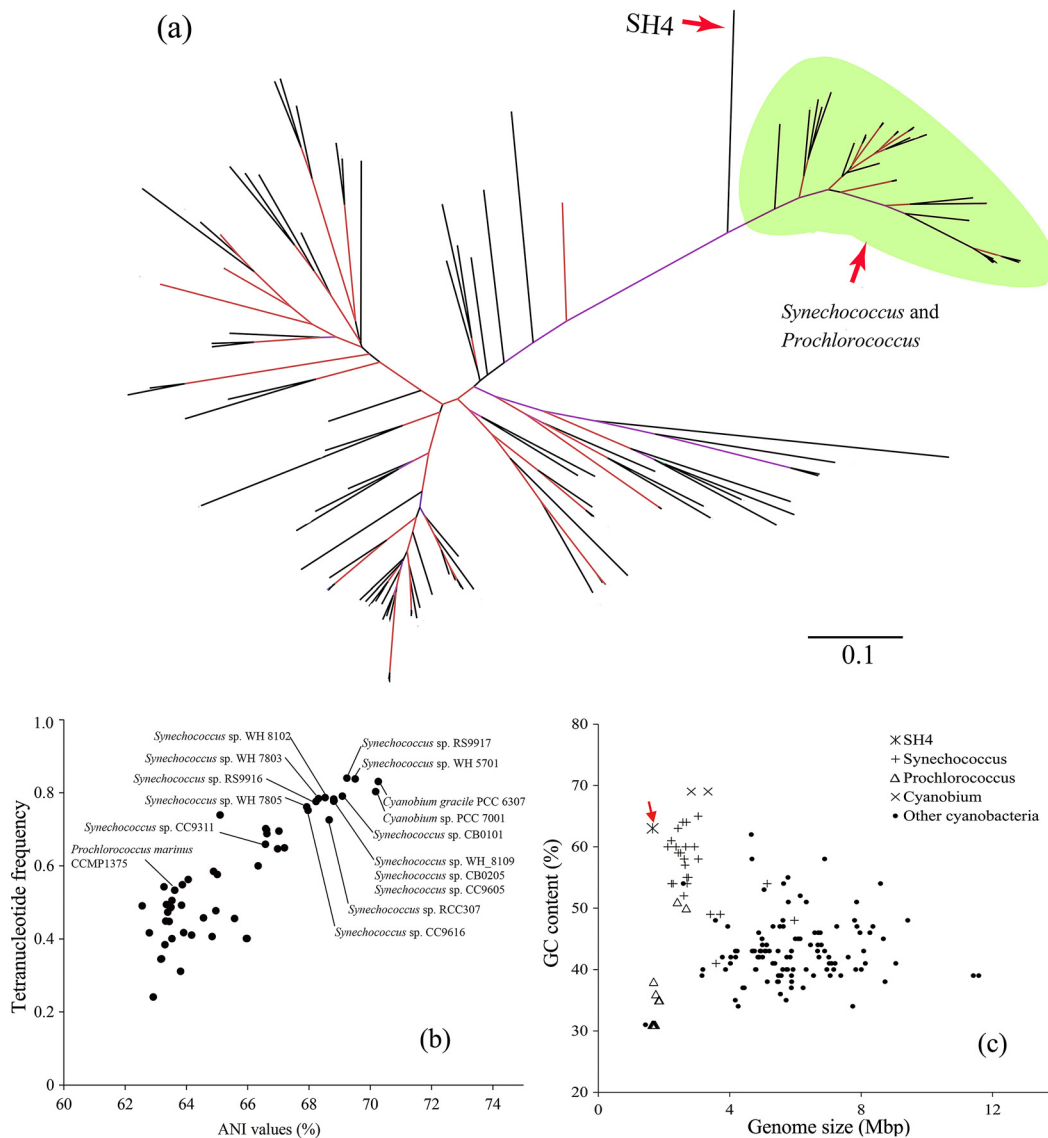 (a)
SH4
Synechococcus and
Prochlorococcus
0.1
1.0
0.8
0.6
0.4
0.2
0
60
62
64
66
68
70
72
74
Tetranucleotide frequency
ANI values (%)
Synechococcus sp. WH 8102
Synechococcus sp. WH 7803
Synechococcus sp. RS9916
Synechococcus sp. WH 7805
Synechococcus sp. CC9311
Prochlorococcus marinus
CCMP1375
Synechococcus sp. RS9917
Synechococcus sp. WH 5701
Cyanobium gracile PCC 6307
Cyanobium sp. PCC 7001
Synechococcus sp. CB0101
Synechococcus sp. WH_8109
Synechococcus sp. CB0205
Synechococcus sp. CC9605
Synechococcus sp. RCC307
Synechococcus sp. CC9616
(b)
80
70
60
50
40
30
20
0
4
8
12
GC content (%)
Genome size (Mbp)
SH4
Synechococcus
Prochlorococcus
Cyanobium
Other cyanobacteria
(c)